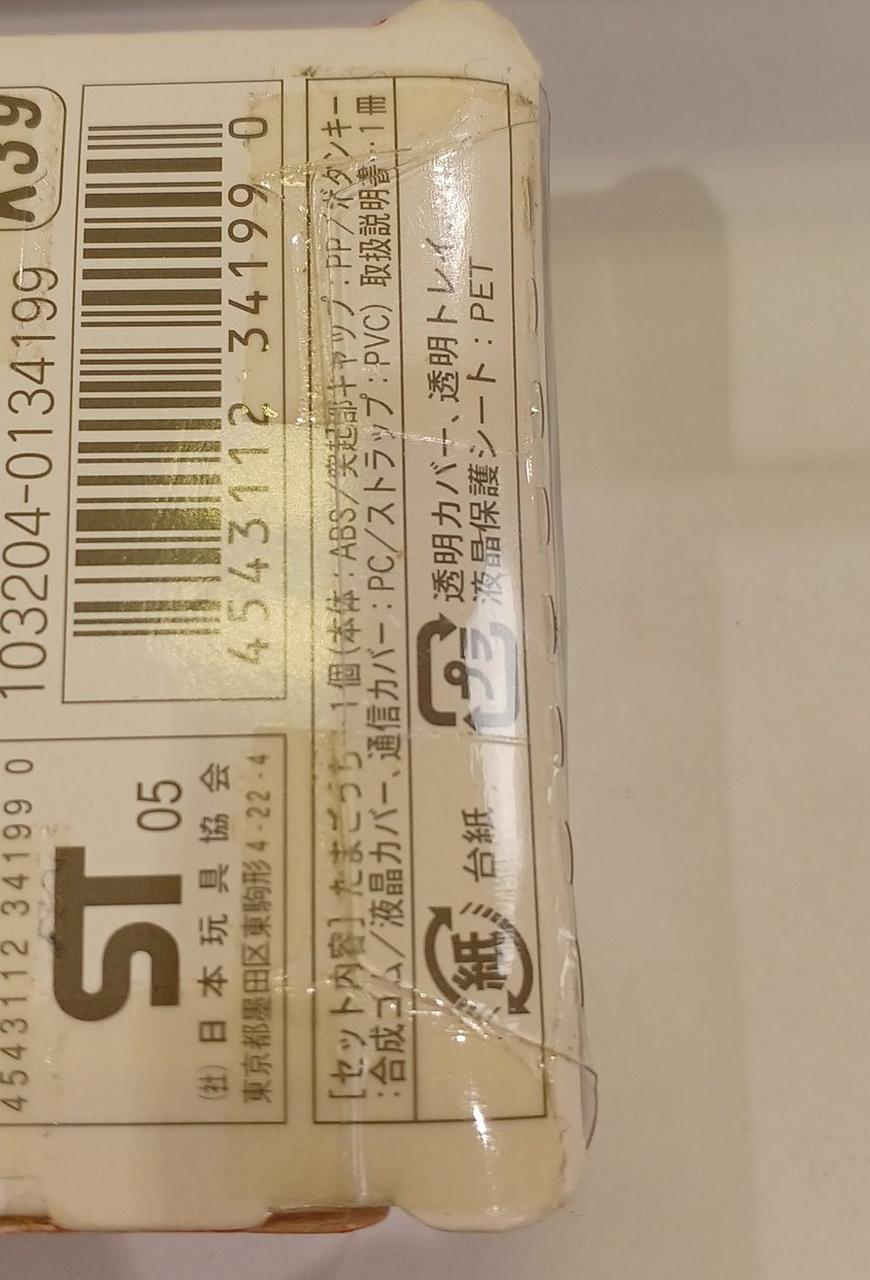 4543112 34199 0
103204-0134199
4543112 34199 0
ST 05
(社) 日本玩具協会
東京都墨田区東駒形4-22-4
[セット内容] たまごっち 1個(本体:ABS/突起部キャップ:PP/ボタンキー
:合成ゴム/液晶カバー、通信カバー:PC/ストラップ:PVC) 取扱説明書‥1冊
紙 台紙
プラ 透明カバー、透明トレイ
液晶保護シート:PET